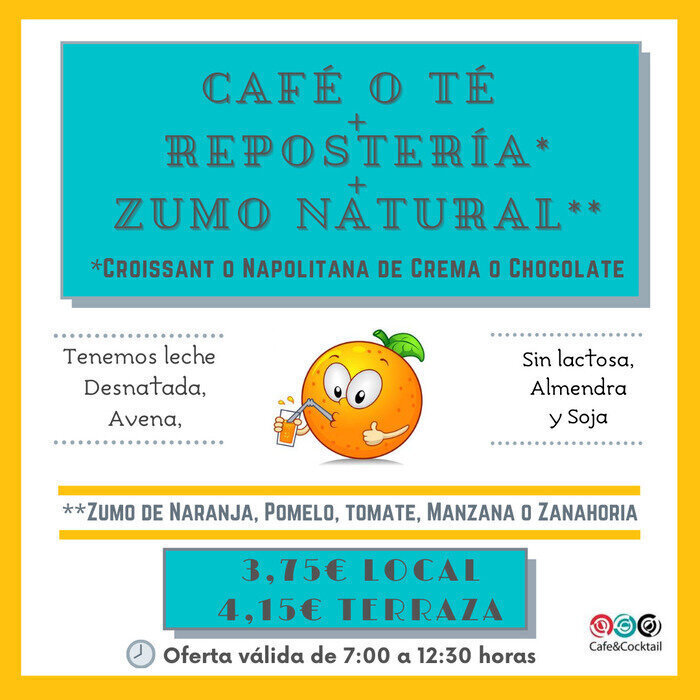 CAFÉ O TÉ
+
REPOSTERÍA*
+
ZUMO NATURAL**
*CROISSANT O NAPOLITANA DE CREMA O CHOCOLATE
Tenemos leche
Desnatada,
Avena,
Sin lactosa,
Almendra
y Soja
**ZUMO DE NARANJA, POMELO, TOMATE, MANZANA O ZANAHORIA
3,75€ LOCAL
4,15€ TERRAZA
Cafe&Cocktail
Oferta válida de 7:00 a 12:30 horas